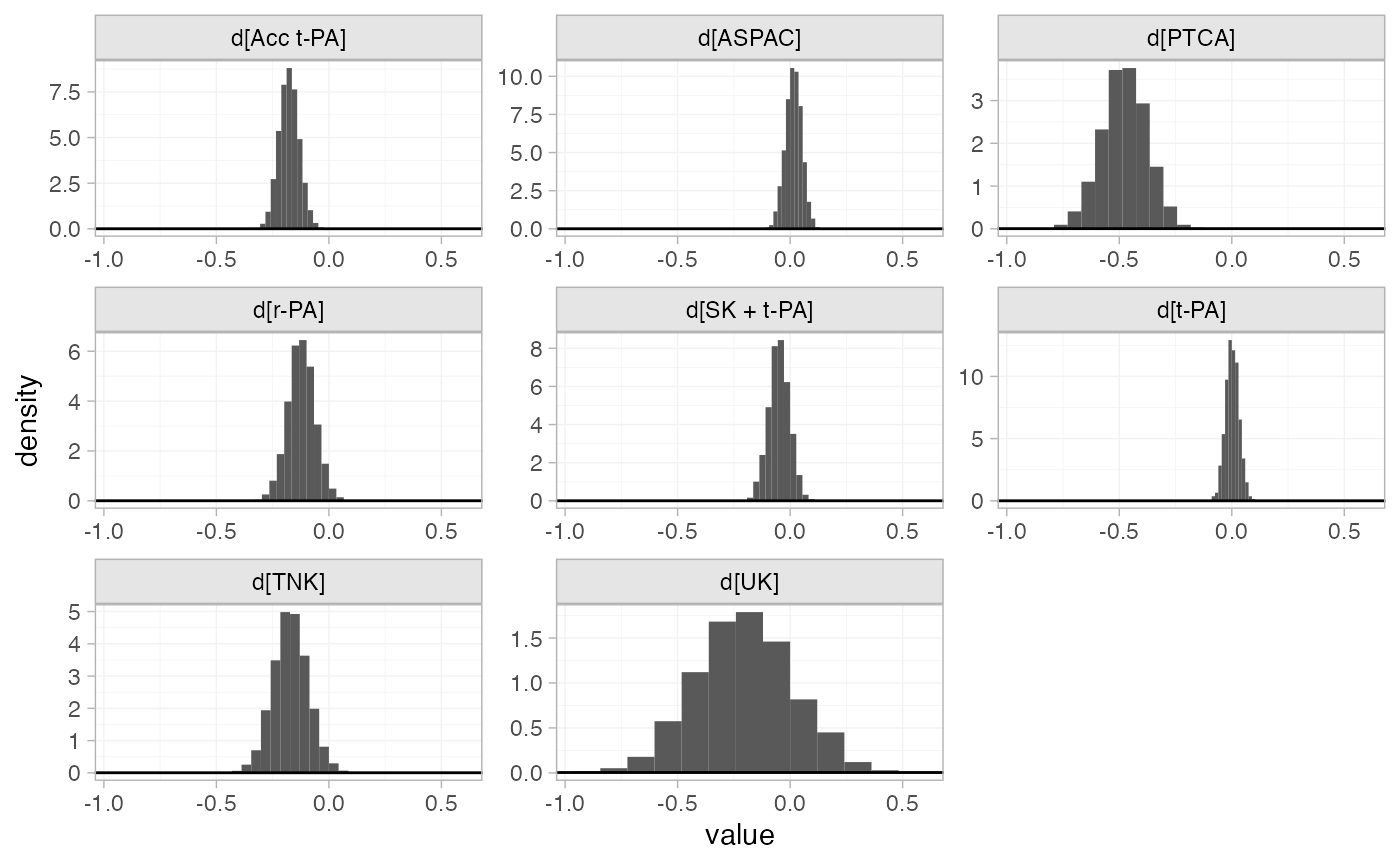 d[Acc t-PA] d[ASPAC] d[PTCA]
7.5 5.0 2.5 0.0
10.0 7.5 5.0 2.5 0.0
3 2 1 0
-1.0 -0.5 0.0 0.5 -1.0 -0.5 0.0 0.5 -1.0 -0.5 0.0 0.5
d[r-PA] d[SK + t-PA] d[t-PA]
6 4 2 0
8 6 4 2 0
10 5 0
-1.0 -0.5 0.0 0.5 -1.0 -0.5 0.0 0.5 -1.0 -0.5 0.0 0.5
d[TNK] d[UK]
5 4 3 2 1 0
1.5 1.0 0.5 0.0
-1.0 -0.5 0.0 0.5 -1.0 -0.5 0.0 0.5
density
value